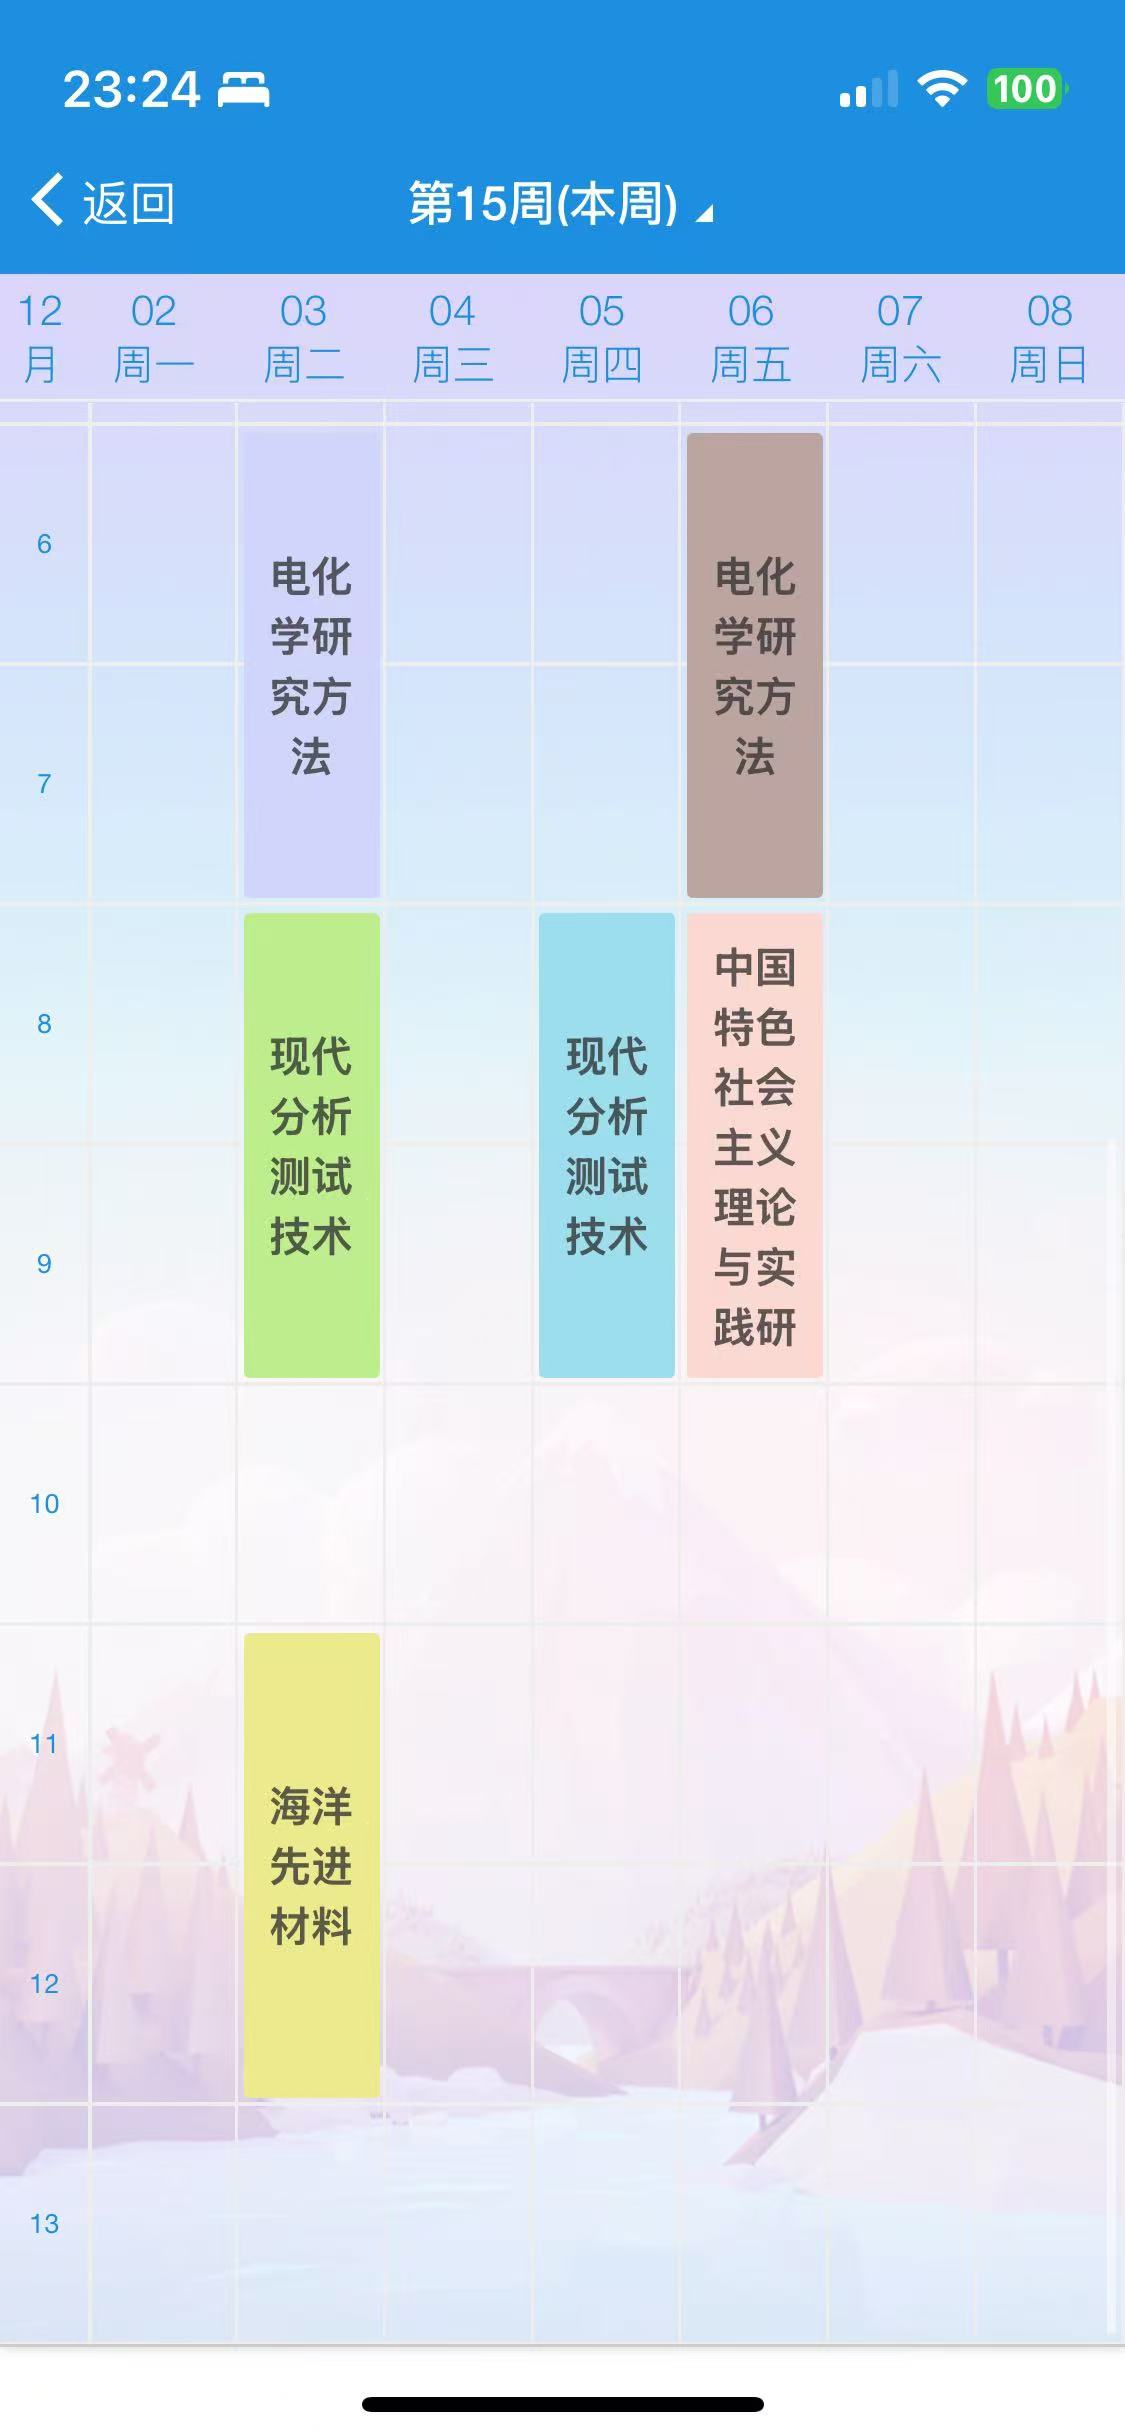 23:24
100
返回
第15周(本周)
12 02 03 04 05 06 07 08
月 周一 周二 周三 周四 周五 周六 周日
6
电化
学研
究方
法
电化
学研
究方
法
7
8
现代
分析
测试
技术
现代
分析
测试
技术
中国
特色
社会
主义
理论
与实
践研
9
10
11
海洋
先进
材料
12
13